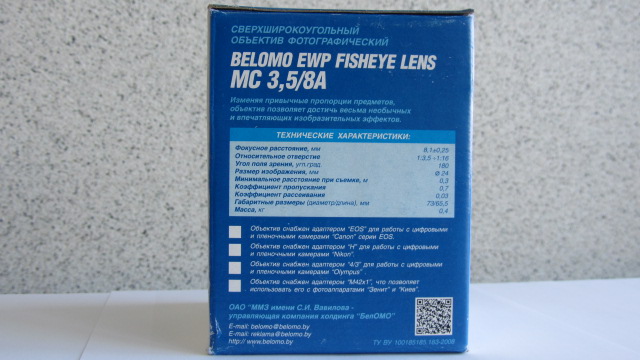 СВЕРХШИРОКОУГОЛЬНЫЙ
ОБЪЕКТИВ ФОТОГРАФИЧЕСКИЙ
BELOMO EWP FISHEYE LENS
MC 3,5/8A
Изменяя привычные пропорции предметов,
объектив позволяет достичь весьма необычных
и впечатляющих изобразительных эффектов.
ТЕХНИЧЕСКИЕ ХАРАКТЕРИСТИКИ:
Фокусное расстояние, мм 8,1±0,25
Относительное отверстие 1:3,5 ÷1:16
Угол поля зрения, угл.град 180
Размер изображения, мм Ø 24
Минимальное расстояние при съемке, м 0,3
Коэффициент пропускания 0,7
Коэффициент рассеивания 0,03
Габаритные размеры (диаметр/длина), мм 73/65,5
Масса, кг 0,4
Объектив снабжен адаптером "EOS" для работы с цифровыми
и пленочными камерами "Canon" серии EOS.
Объектив снабжен адаптером "Н" для работы с цифровыми
и пленочными камерами "Nikon".
Объектив снабжен адаптером "4/3" для работы с цифровыми
и пленочными камерами "Olympus" .
Объектив снабжен адаптером "М42х1", что позволяет
использовать его с фотоаппаратами "Зенит" и "Киев".
ОАО "ММЗ имени С.И. Вавилова -
управляющая компания холдинга "БелОМО"
E-mail: belomo@belomo.by
E-mail: reklama@belomo.by
http://www.belomo.by
ТУ BY 100185185.163-2008